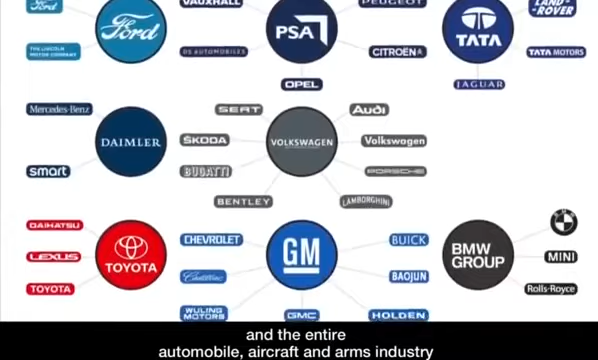 VAUXHALL
PEUGEOT
LAND-
ROVER
Ford
Ford
THE LINCOLN
MOTOR COMPANY
DS AUTOMOBILES
PSA
CITROËN
TATA
TATA MOTORS
OPEL
JAGUAR
Mercedes-Benz
SEAT
Audi
DAIMLER
ŠKODA
VOLKSWAGEN
Volkswagen
smart
BUGATTI
PORSCHE
BENTLEY
LAMBORGHINI
DAIHATSU
CHEVROLET
BUICK
BMW
LEXUS
TOYOTA
Cadillac
GM
BAOJUN
BMW
GROUP
MINI
TOYOTA
WULING
MOTORS
GMC
HOLDEN
Rolls-Royce
and the entire
automobile, aircraft and arms industry